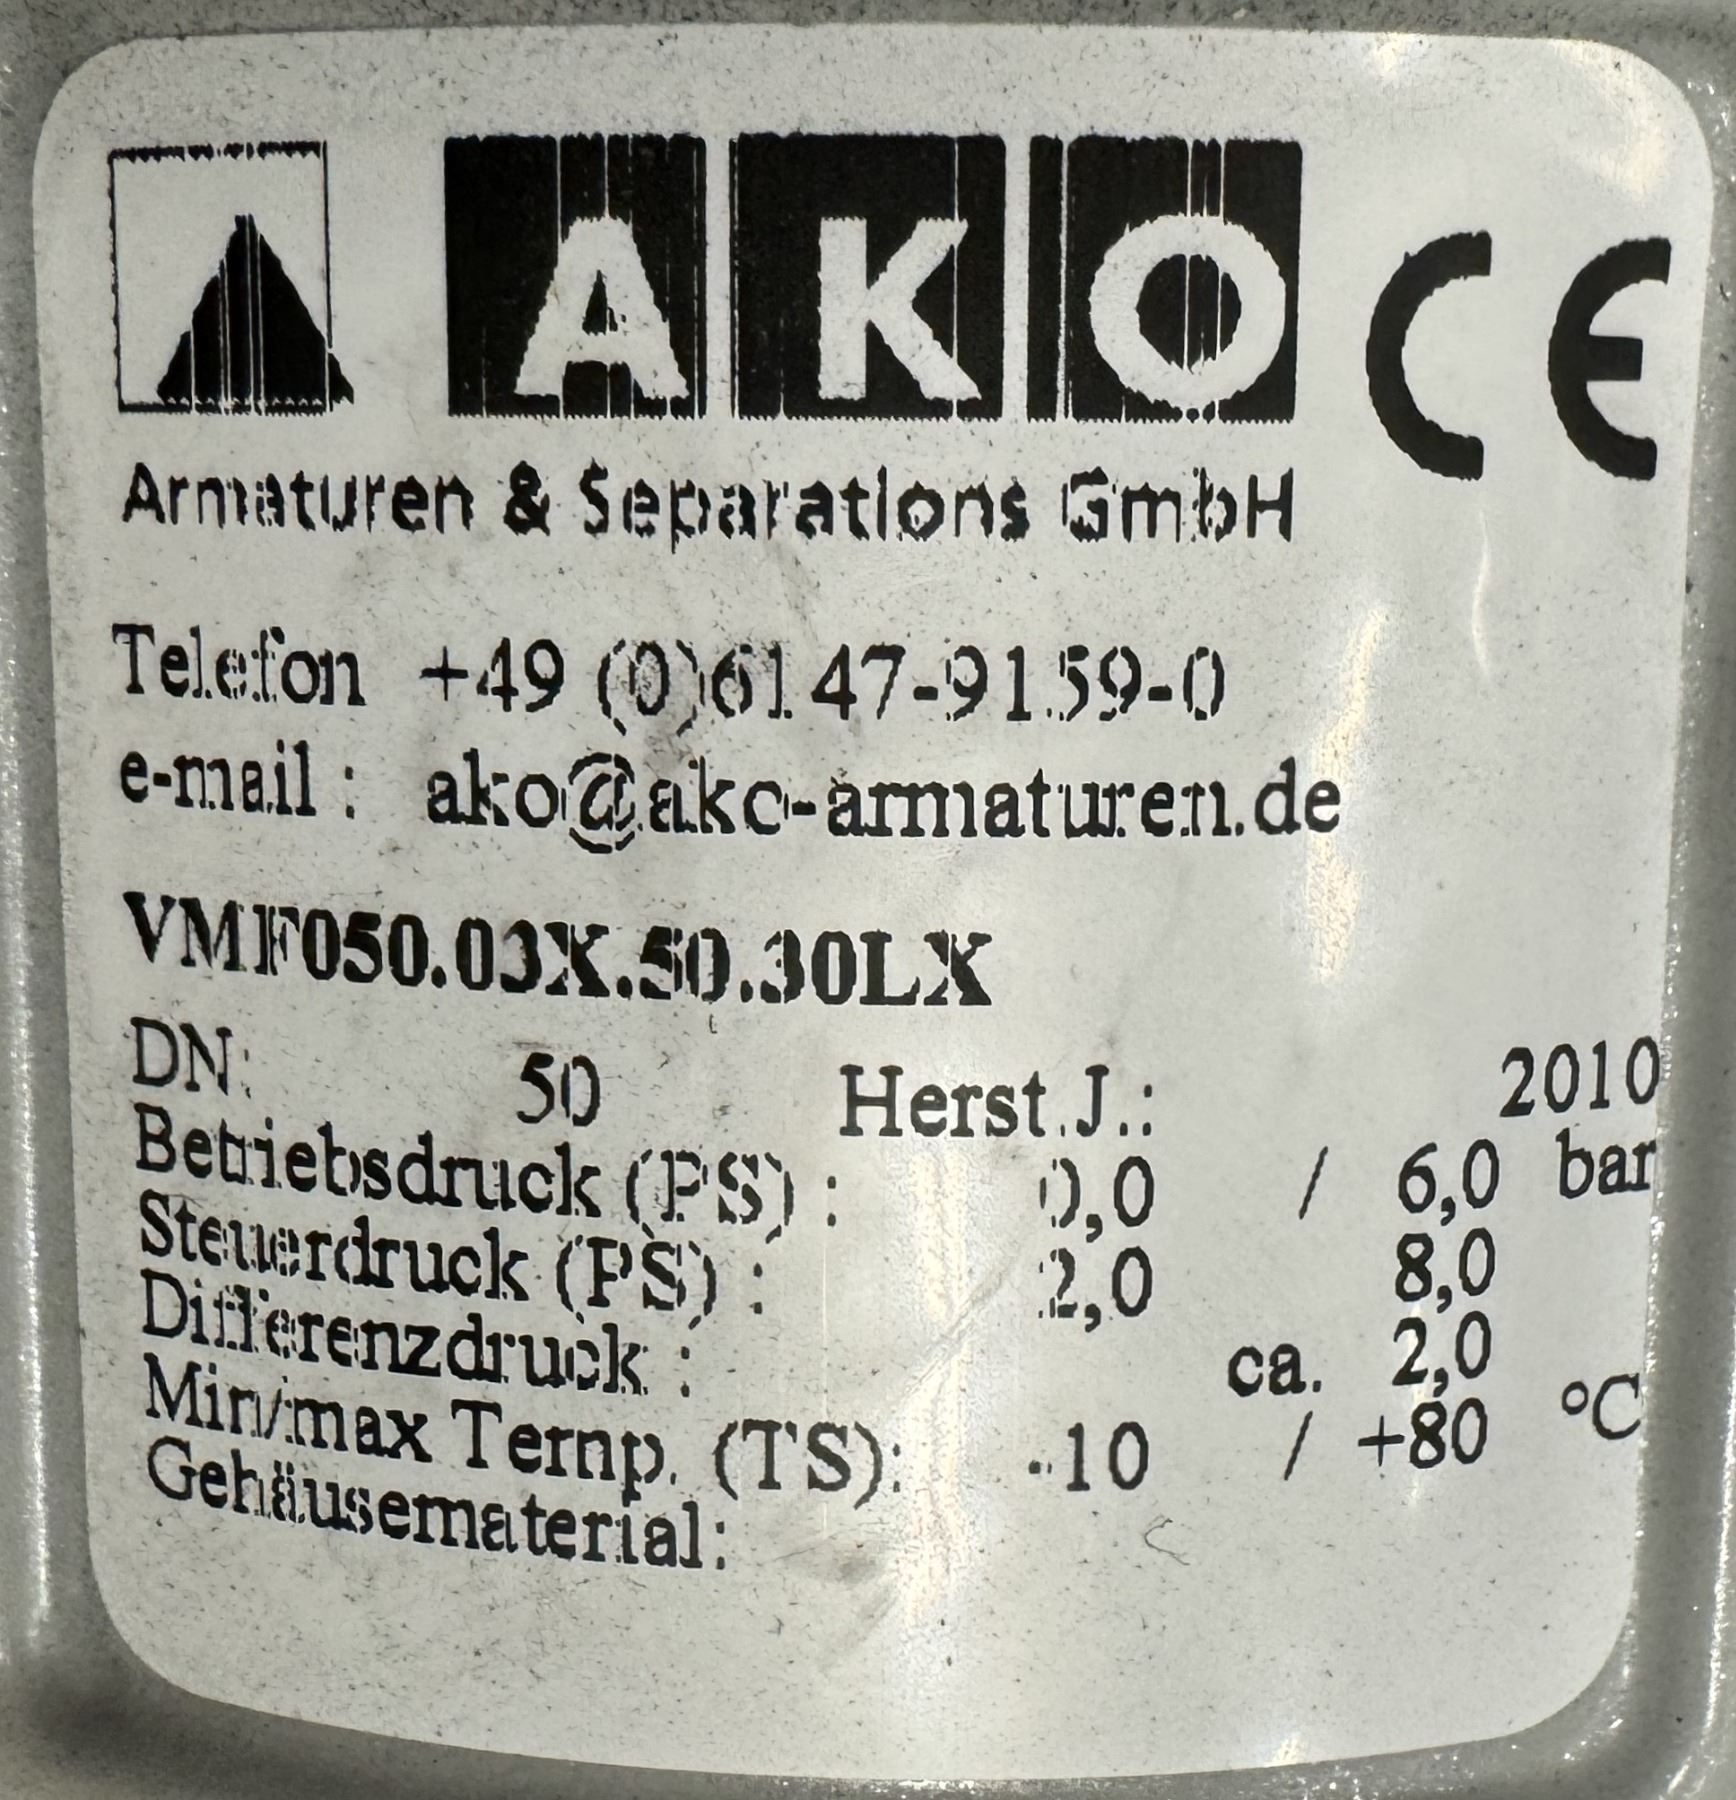 AKO CE
Armaturen & Separations GmbH
Telefon +49 (0)6147-9159-0
e-mail : ako@ako-armaturen.de
VMF050.03X.50.30LX
DN: 50 Herst.J.: 2010
Betriebsdruck (PS) : 0,0 / 6,0 bar
Steuerdruck (PS) : 2,0 8,0
Differenzdruck : ca. 2,0
Min/max Temp. (TS): -10 / +80 °C
Gehäusematerial: